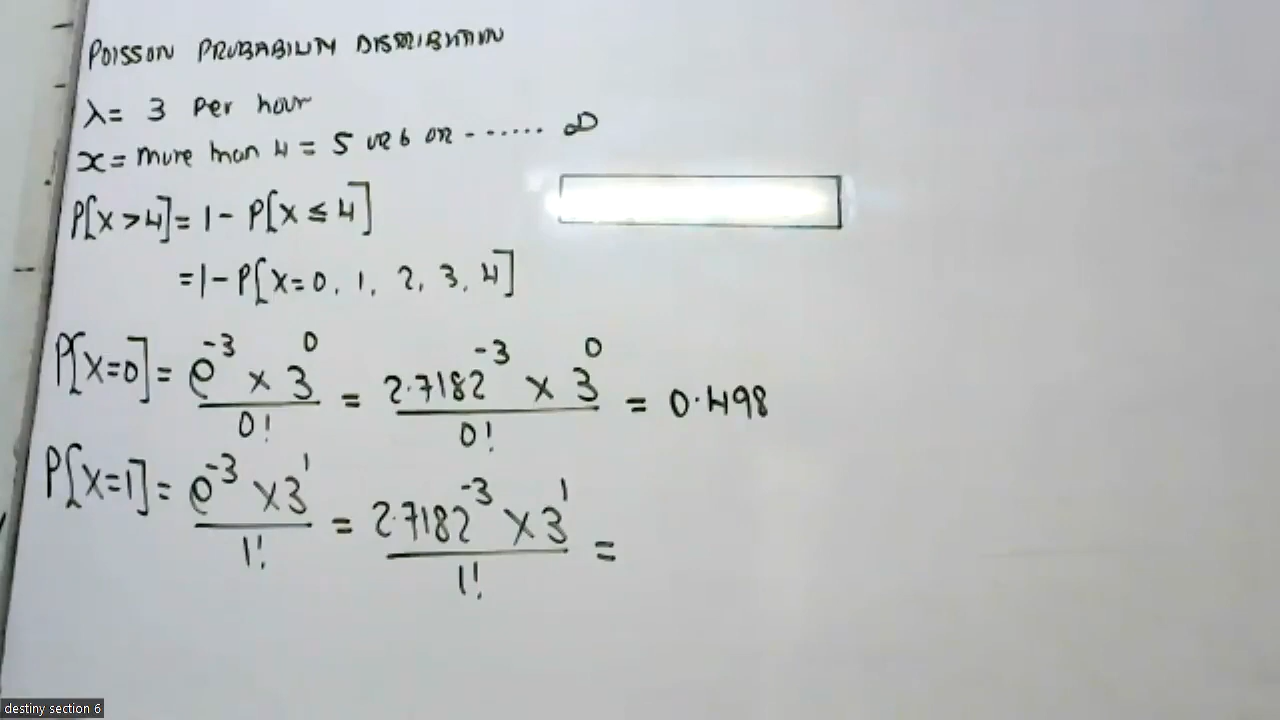 POISSON PROBABILITY DISTRIBUTION
λ= 3 Per hour
x= more than 4 = 5 or 6 or - ...... ∞
P[X >4]= 1- P[X ≤ 4]
=1-P[X=0, 1, 2, 3, 4]
P[X=0] = e^-3 x 3^0 / 0! = 2.7182^-3 x 3^0 / 0! = 0.498
P[X=1] = e^-3 x 3^1 / 1! = 2.7182^-3 x 3^1 / 1! =
destiny section 6